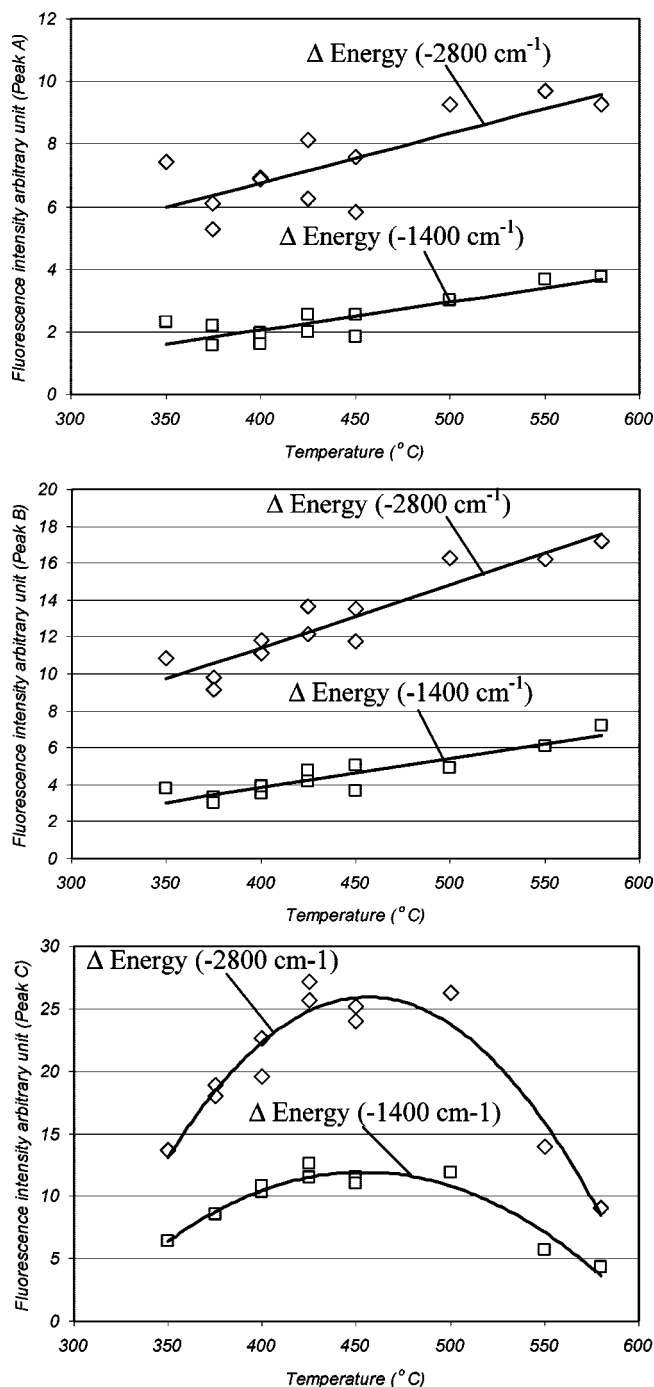 12
10
8
6
4
2
0
Fluorescence intensity arbitrary unit (Peak A)
Δ Energy (-2800 cm⁻¹)
Δ Energy (-1400 cm⁻¹)
300 350 400 450 500 550 600
Temperature (°C)
20
18
16
14
12
10
8
6
4
2
0
Fluorescence intensity arbitrary unit (Peak B)
Δ Energy (-2800 cm⁻¹)
Δ Energy (-1400 cm⁻¹)
300 350 400 450 500 550 600
Temperature (°C)
30
25
20
15
10
5
0
Fluorescence intensity arbitrary unit (Peak C)
Δ Energy (-2800 cm-1)
Δ Energy (-1400 cm-1)
300 350 400 450 500 550 600
Temperature (°C)